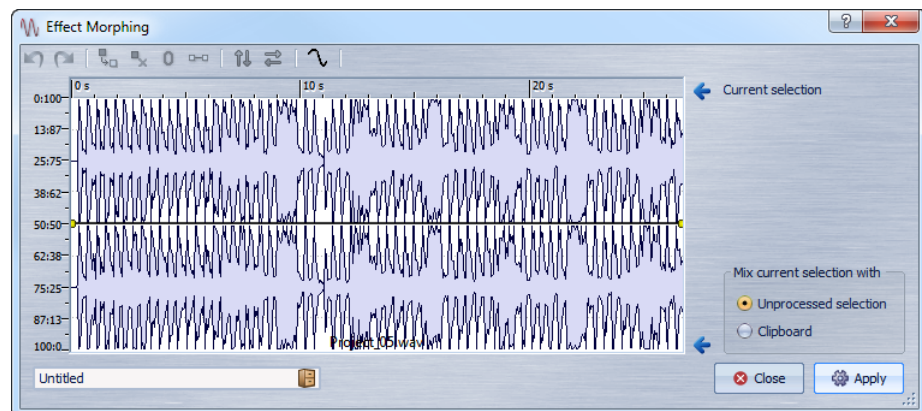 Effect Morphing
?
0 s 10 s 20 s
Current selection
0:100
13:87
25:75
38:62
50:50
62:38
75:25
87:13
100:0
Project_05.wav
Mix current selection with
Unprocessed selection
Clipboard
Untitled
Close
Apply